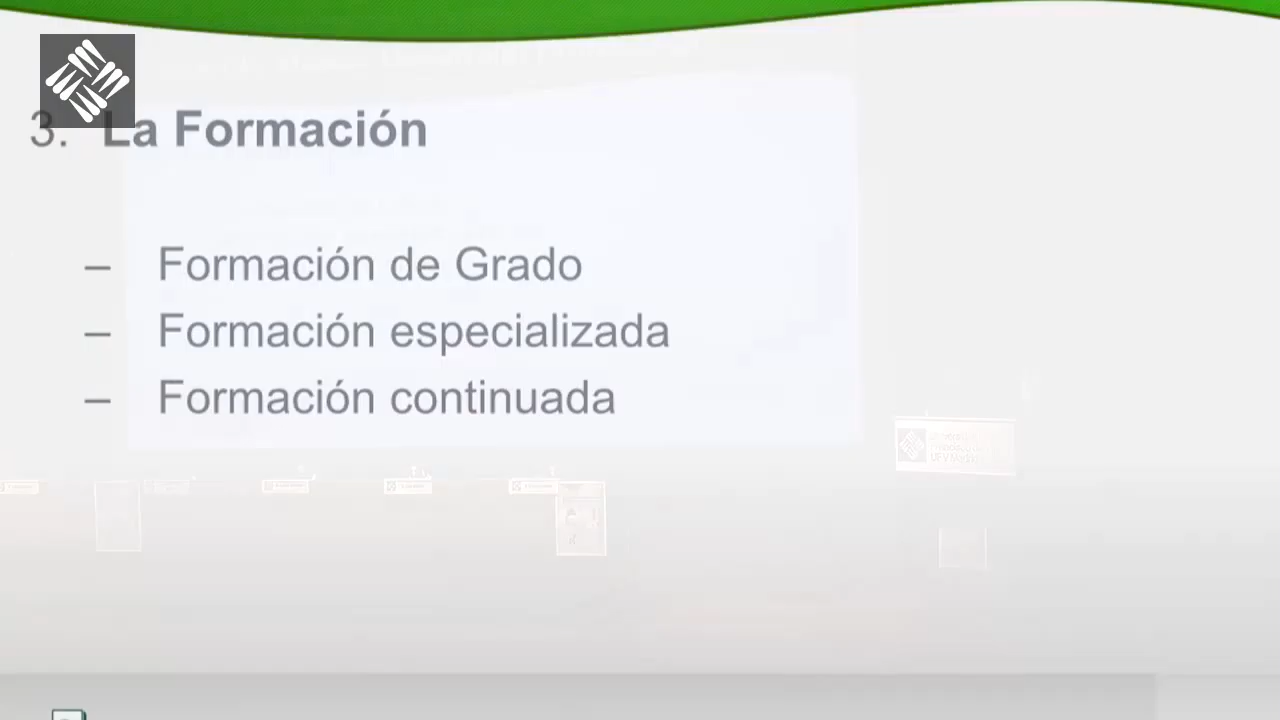 3. La Formación
– Formación de Grado
– Formación especializada
– Formación continuada